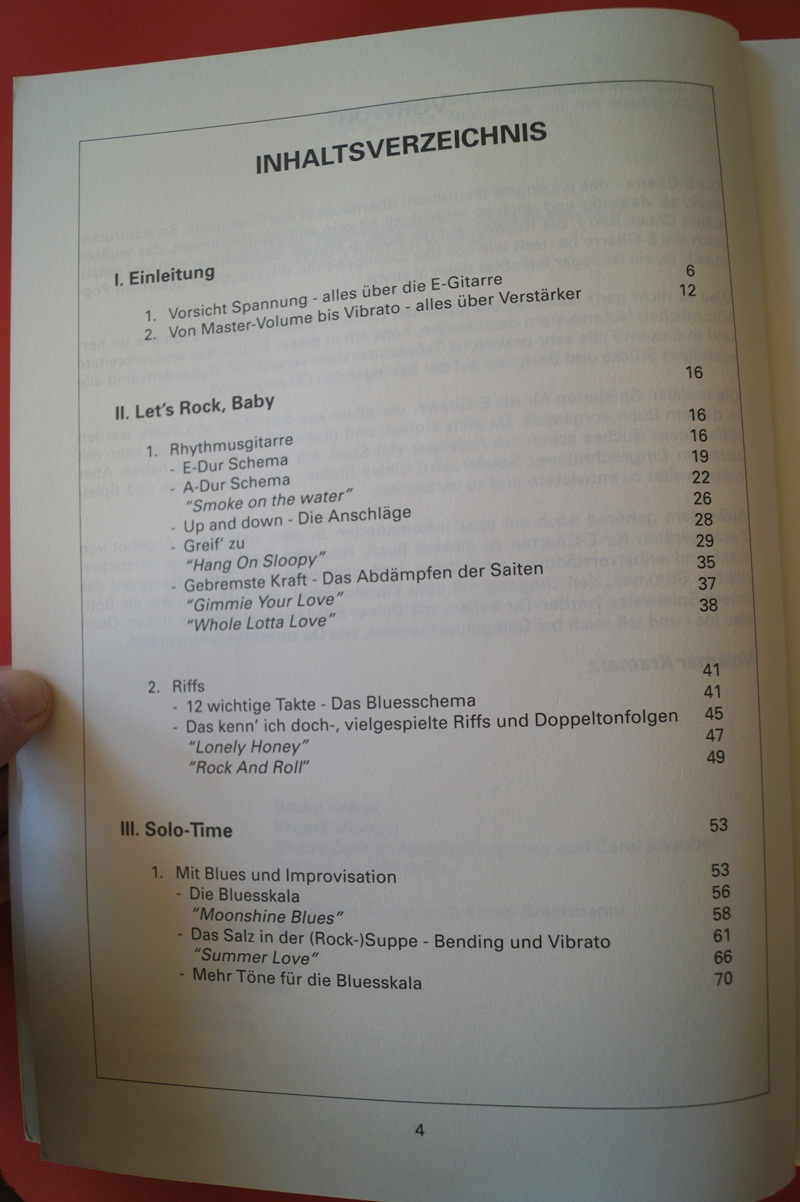 INHALTSVERZEICHNIS
I. Einleitung
1. Vorsicht Spannung - alles über die E-Gitarre 6
2. Von Master-Volume bis Vibrato - alles über Verstärker 12
II. Let's Rock, Baby 16
1. Rhythmusgitarre 16
- E-Dur Schema 16
- A-Dur Schema 19
“Smoke on the water” 22
- Up and down - Die Anschläge 26
- Greif’ zu 28
“Hang On Sloopy” 29
- Gebremste Kraft - Das Abdämpfen der Saiten 35
“Gimmie Your Love” 37
“Whole Lotta Love” 38
2. Riffs 41
- 12 wichtige Takte - Das Bluesschema 41
- Das kenn’ ich doch-, vielgespielte Riffs und Doppeltonfolgen 45
“Lonely Honey” 47
“Rock And Roll” 49
III. Solo-Time 53
1. Mit Blues und Improvisation 53
- Die Bluesskala 56
“Moonshine Blues” 58
- Das Salz in der (Rock-)Suppe - Bending und Vibrato 61
“Summer Love” 66
- Mehr Töne für die Bluesskala 70
4